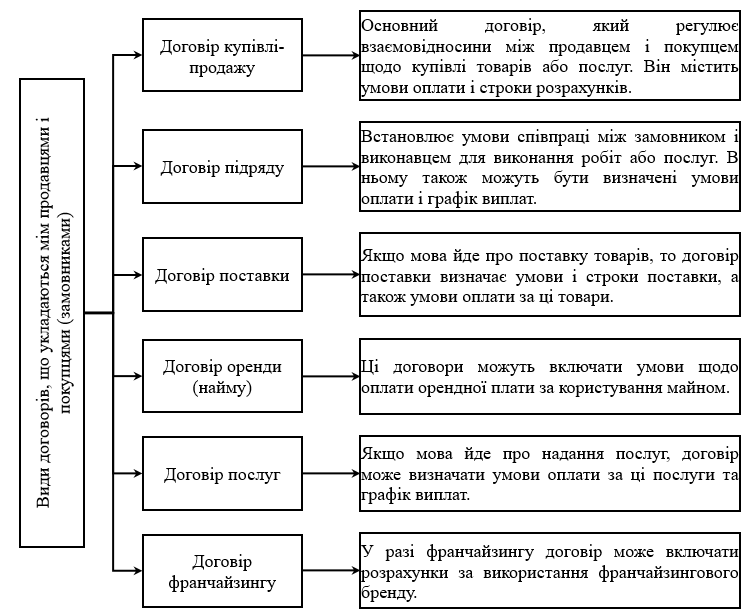 Види договорів, що укладаються мім продавцями і
покупцями (замовниками)
Договір купівлі-
продажу
Основний договір, який регулює
взаємовідносини між продавцем і покупцем
щодо купівлі товарів або послуг. Він містить
умови оплати і строки розрахунків.
Договір підряду
Встановлює умови співпраці між замовником і
виконавцем для виконання робіт або послуг. В
ньому також можуть бути визначені умови
оплати і графік виплат.
Договір поставки
Якщо мова йде про поставку товарів, то договір
поставки визначає умови і строки поставки, а
також умови оплати за ці товари.
Договір оренди
(найму)
Ці договори можуть включати умови щодо
оплати орендної плати за користування майном.
Договір послуг
Якщо мова йде про надання послуг, договір
може визначати умови оплати за ці послуги та
графік виплат.
Договір
франчайзингу
У разі франчайзингу договір може включати
розрахунки за використання франчайзингового
бренду.